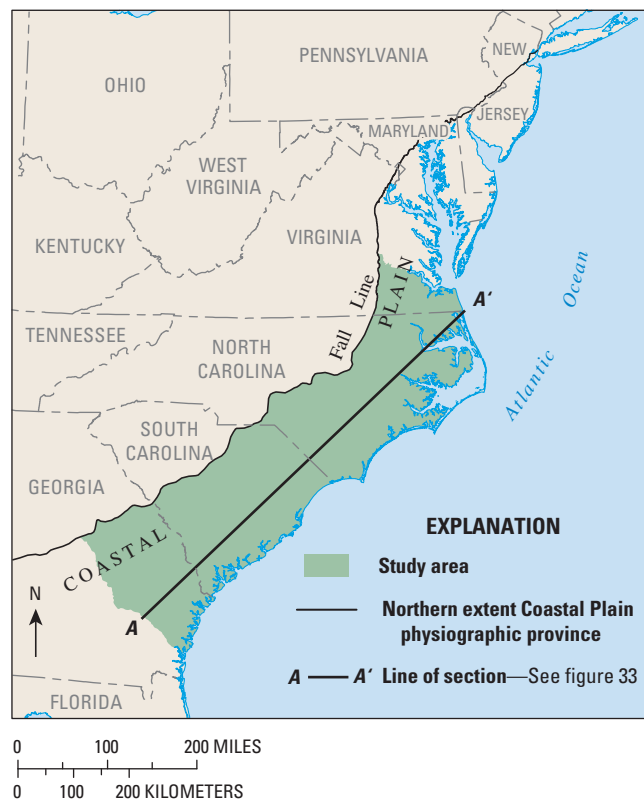 NEW
PENNSYLVANIA
OHIO
JERSEY
MARYLAND
WEST
VIRGINIA
VIRGINIA
KENTUCKY
PLAIN
A'
Ocean
Atlantic
Fall Line
TENNESSEE
NORTH
CAROLINA
SOUTH
CAROLINA
GEORGIA
COASTAL
A
N
FLORIDA
EXPLANATION
Study area
Northern extent Coastal Plain
physiographic province
A A' Line of section—See figure 33
0 100 200 MILES
0 100 200 KILOMETERS